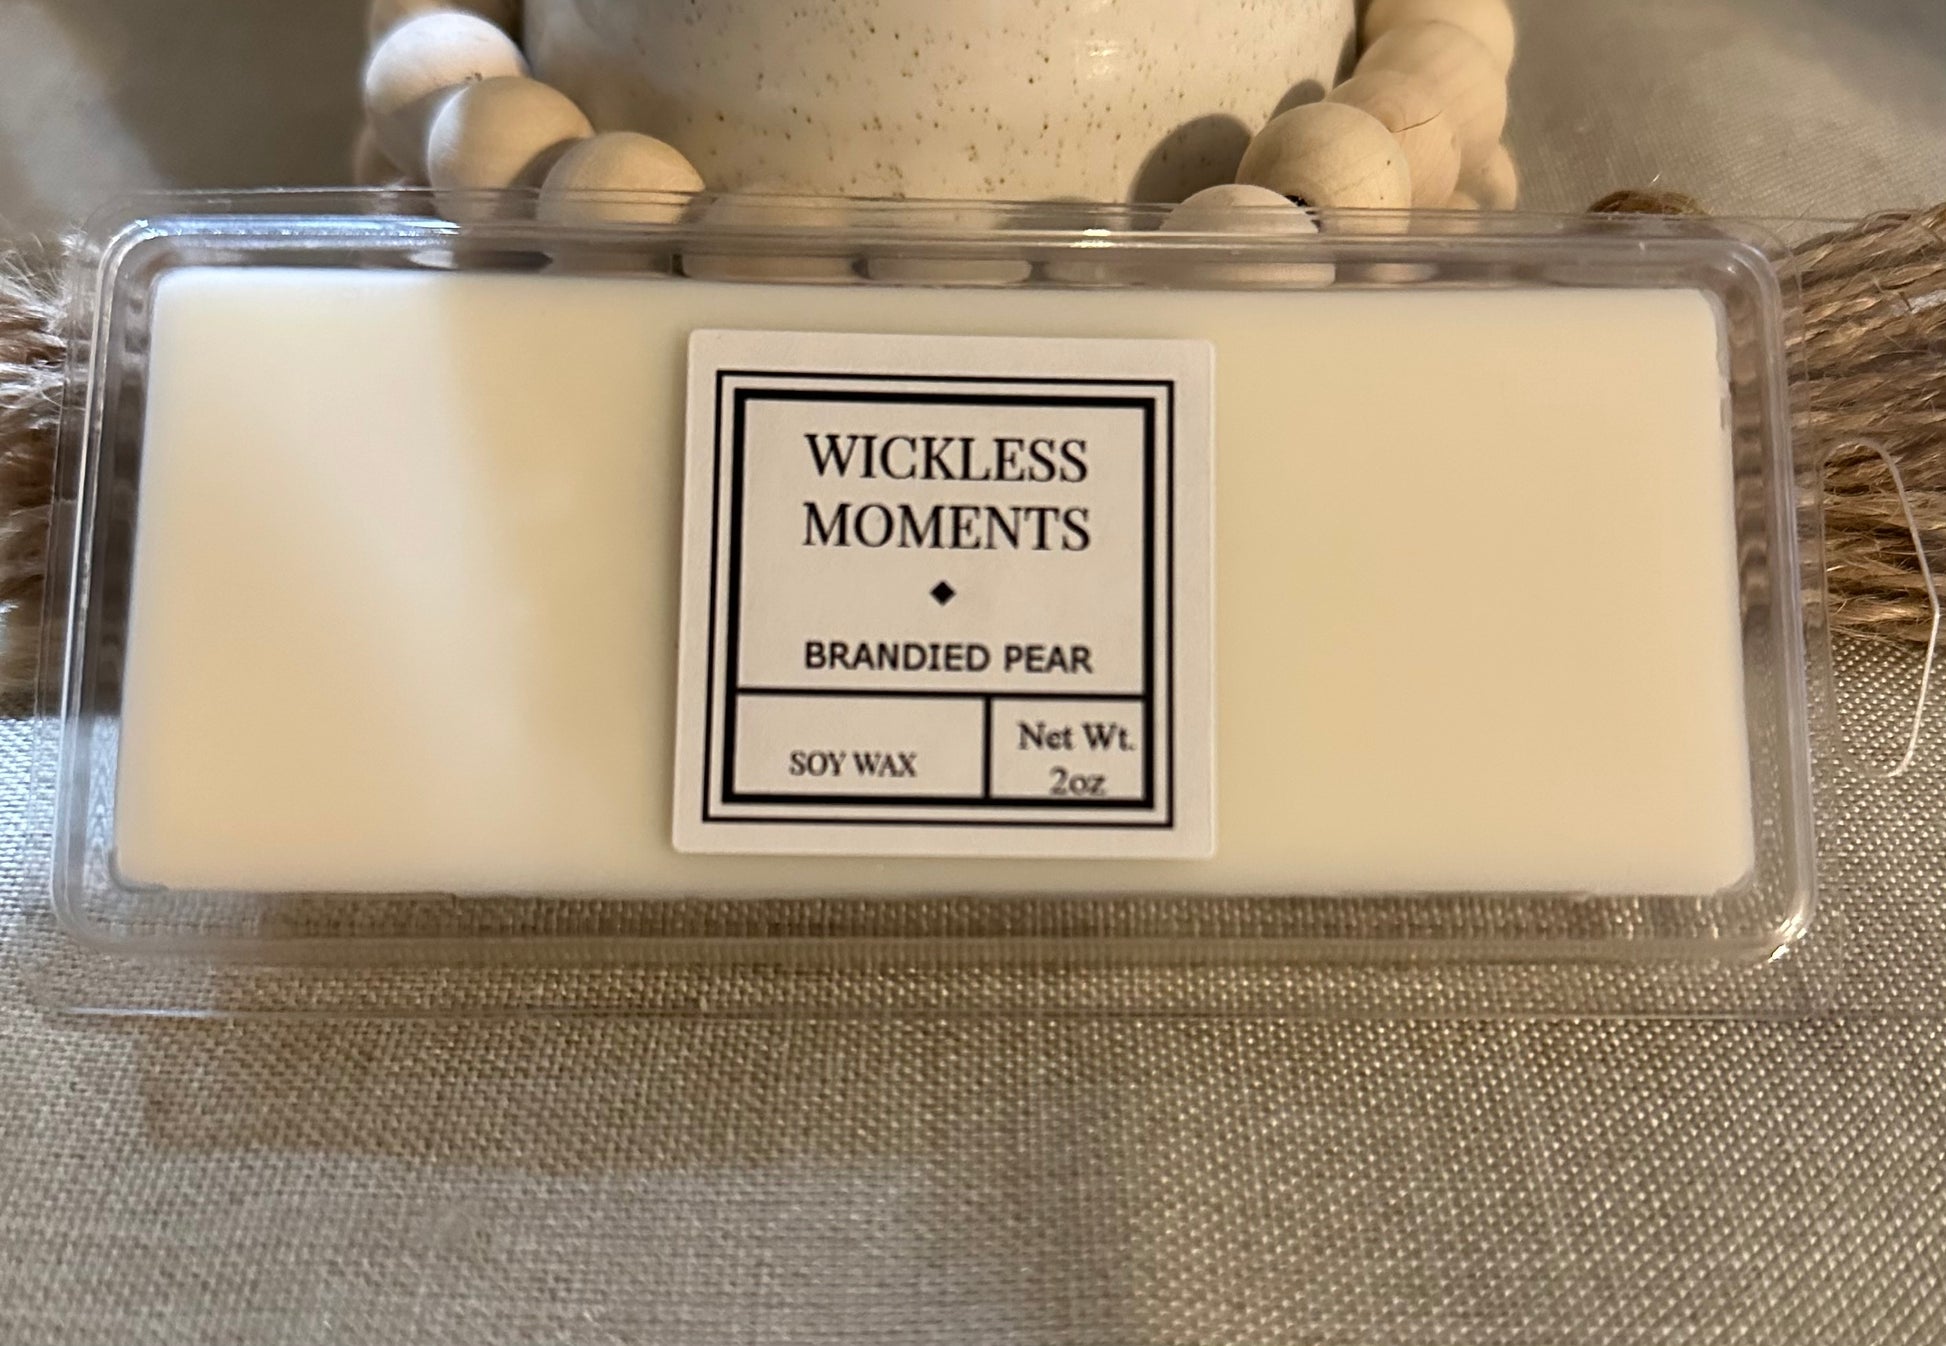 WICKLESS
MOMENTS
BRANDIED PEAR
SOY WAX
Net Wt.
2oz